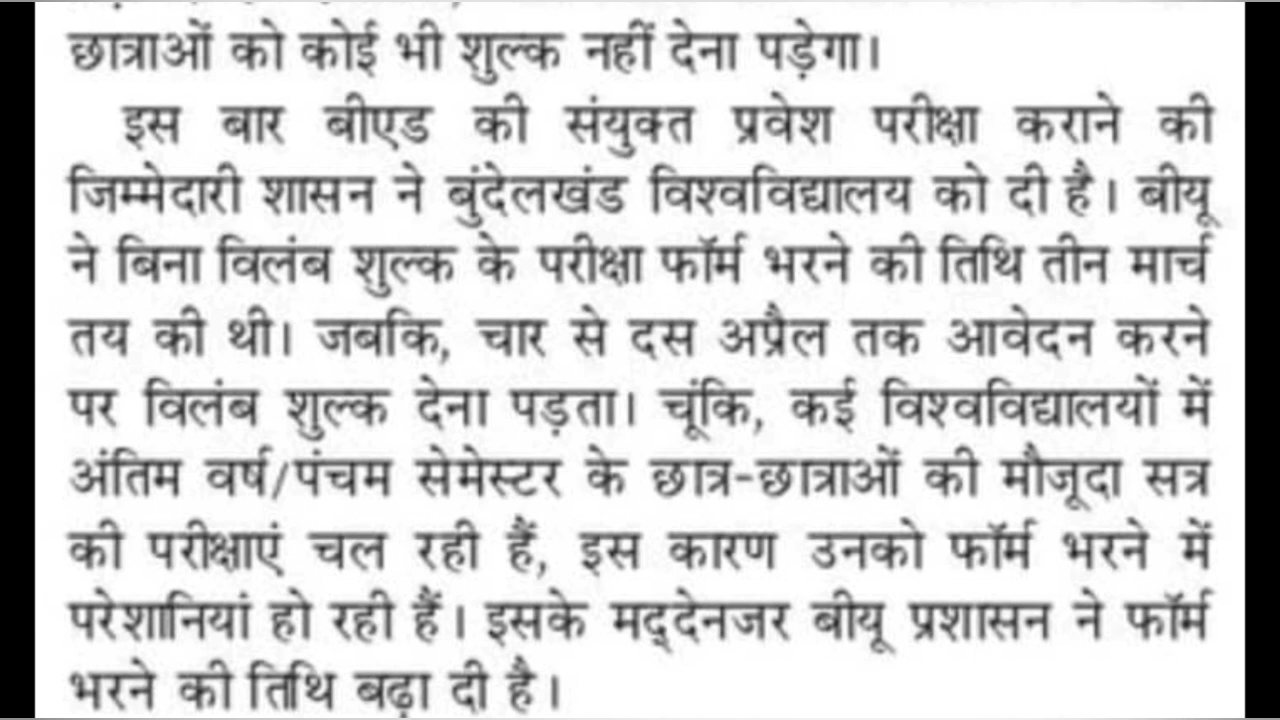 छात्राओं को कोई भी शुल्क नहीं देना पड़ेगा।
इस बार बीएड की संयुक्त प्रवेश परीक्षा कराने की
जिम्मेदारी शासन ने बुंदेलखंड विश्वविद्यालय को दी है। बीयू
ने बिना विलंब शुल्क के परीक्षा फॉर्म भरने की तिथि तीन मार्च
तय की थी। जबकि, चार से दस अप्रैल तक आवेदन करने
पर विलंब शुल्क देना पड़ता। चूंकि, कई विश्वविद्यालयों में
अंतिम वर्ष/पंचम सेमेस्टर के छात्र-छात्राओं की मौजूदा सत्र
की परीक्षाएं चल रही हैं, इस कारण उनको फॉर्म भरने में
परेशानियां हो रही हैं। इसके मद्देनजर बीयू प्रशासन ने फॉर्म
भरने की तिथि बढ़ा दी है।